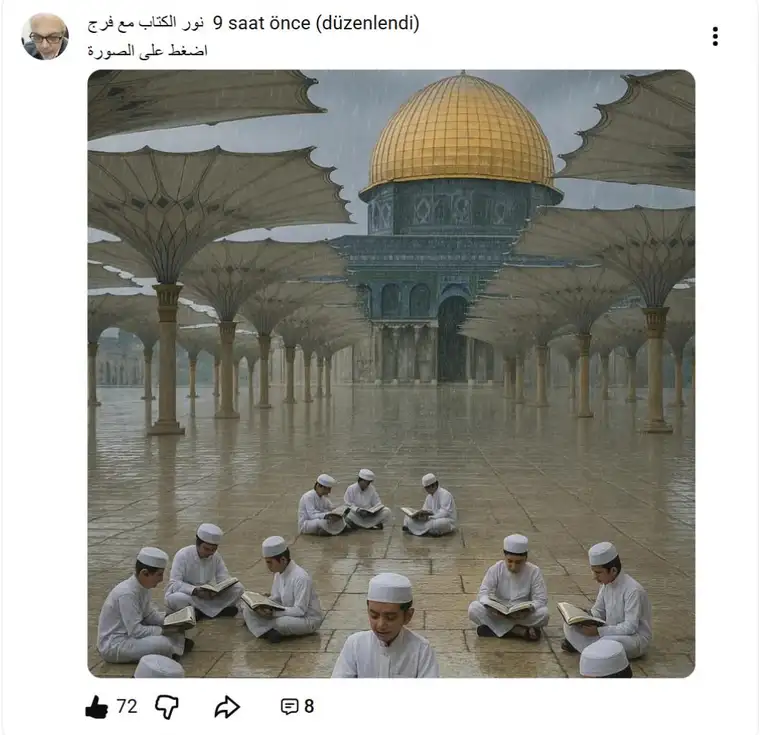 نور الكتاب مع فرج 9 saat önce (düzenlendi)
اضغط على الصورة
72 8